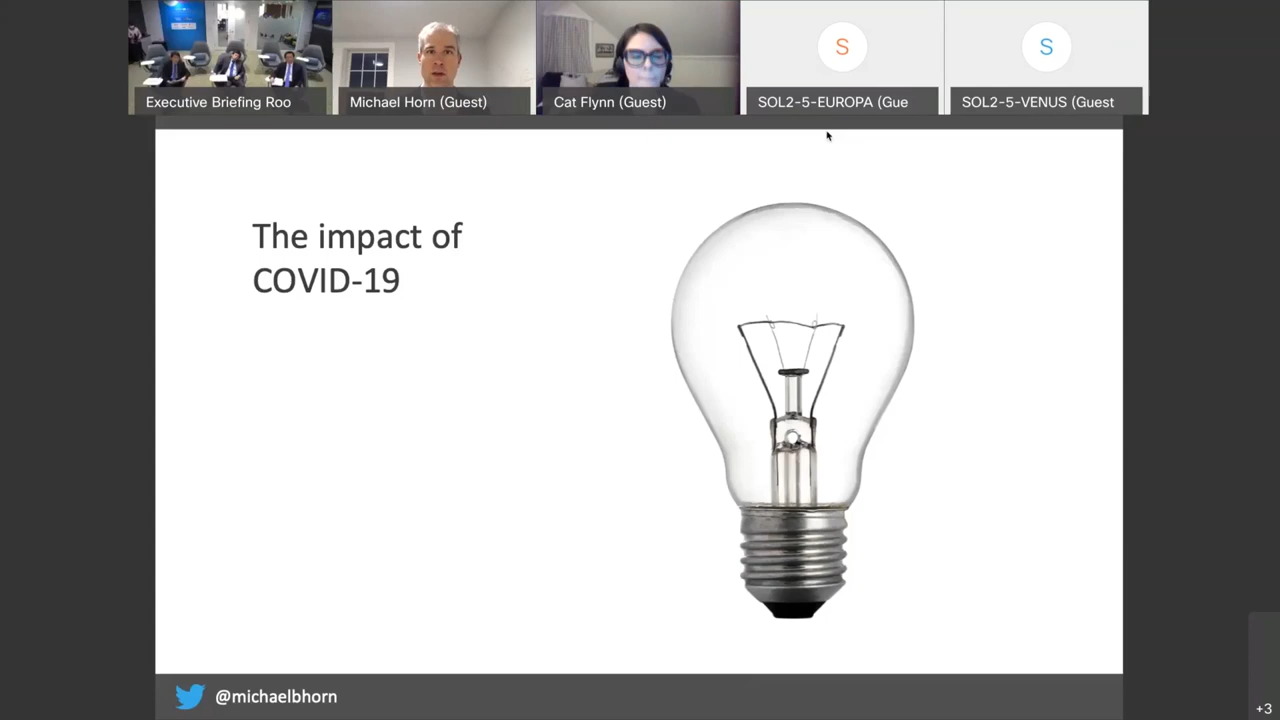 Executive Briefing Roo
Michael Horn (Guest)
Cat Flynn (Guest)
S
SOL2-5-EUROPA (Gue
S
SOL2-5-VENUS (Guest
The impact of
COVID-19
@michaelbhorn
+3